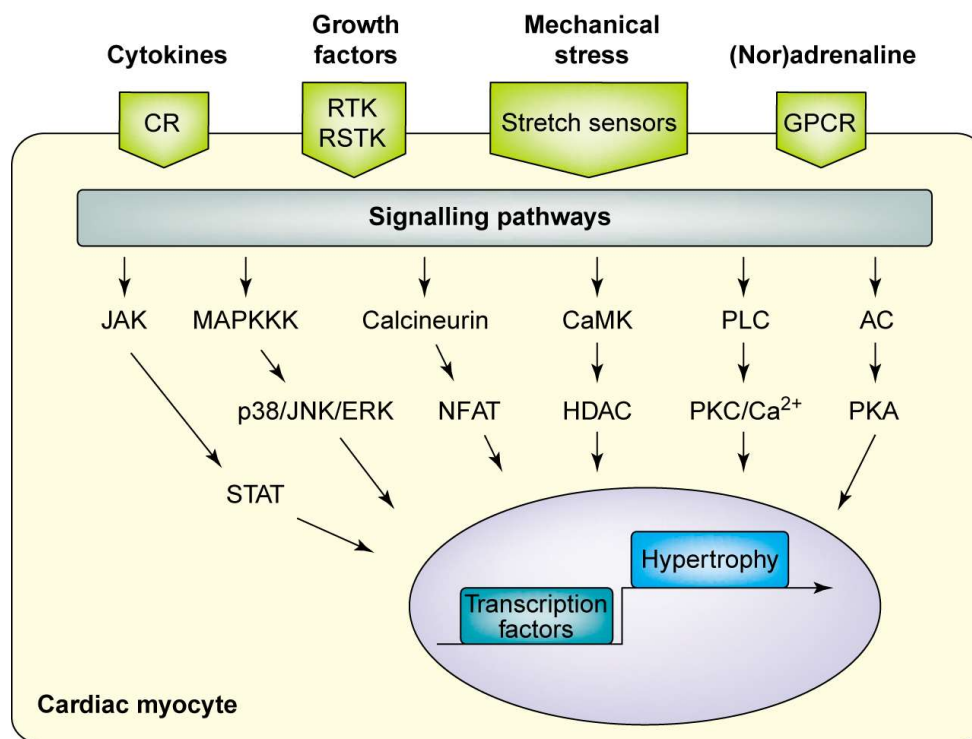 Cytokines
Growth
factors
Mechanical
stress
(Nor)adrenaline
CR
RTK
RSTK
Stretch sensors
GPCR
Signalling pathways
JAK
MAPKKK
Calcineurin
CaMK
PLC
AC
p38/JNK/ERK
NFAT
HDAC
PKC/Ca²⁺
PKA
STAT
Hypertrophy
Transcription
factors
Cardiac myocyte